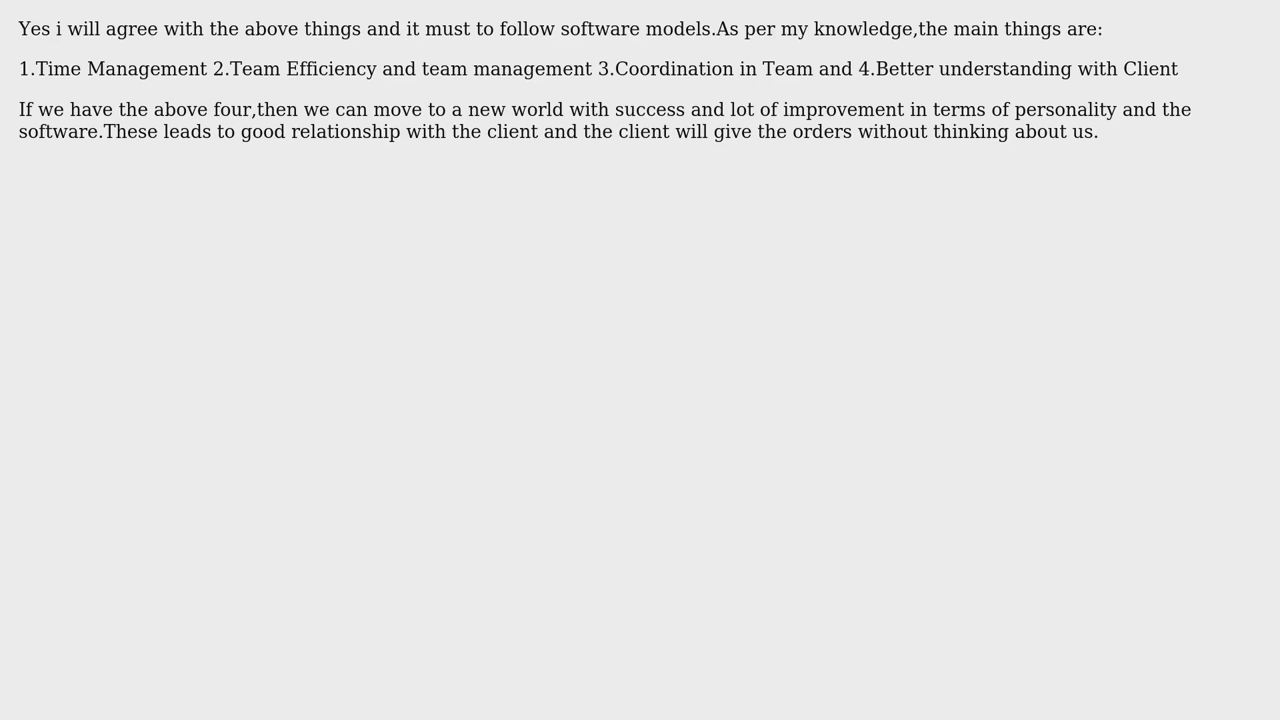 Yes i will agree with the above things and it must to follow software models.As per my knowledge,the main things are:
1.Time Management 2.Team Efficiency and team management 3.Coordination in Team and 4.Better understanding with Client
If we have the above four,then we can move to a new world with success and lot of improvement in terms of personality and the
software.These leads to good relationship with the client and the client will give the orders without thinking about us.